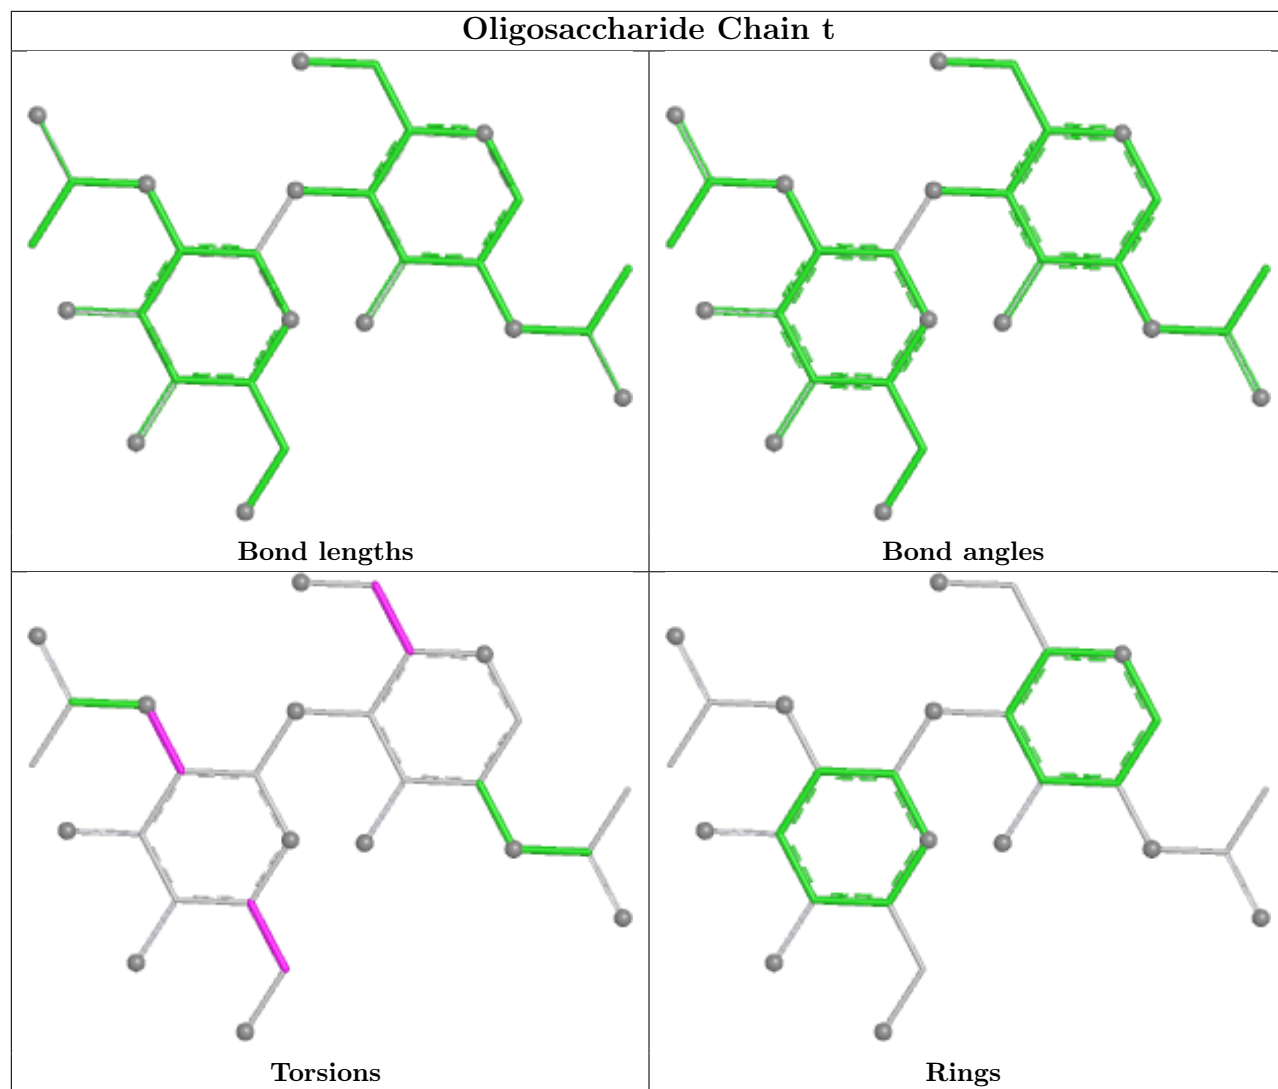 Oligosaccharide Chain t
Bond lengths
Bond angles
Torsions
Rings